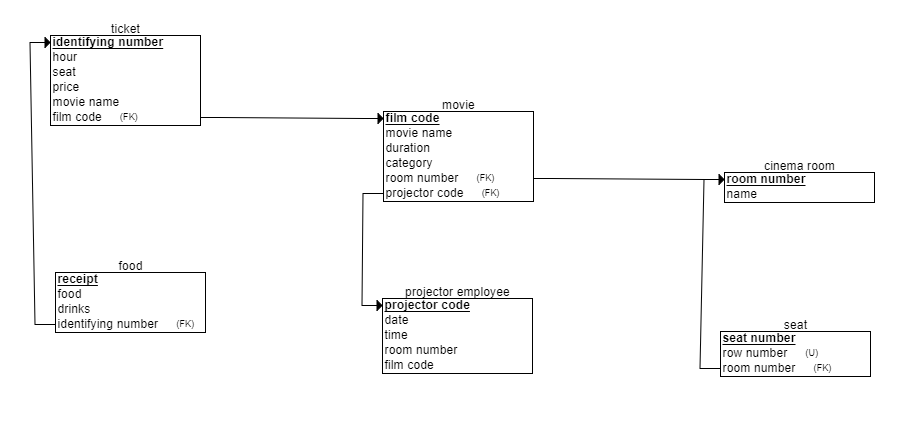 ticket
identifying number
hour
seat
price
movie name
film code (FK)
movie
film code
movie name
duration
category
room number (FK)
projector code (FK)
cinema room
room number
name
food
receipt
food
drinks
identifying number (FK)
projector employee
projector code
date
time
room number
film code
seat
seat number
row number (U)
room number (FK)